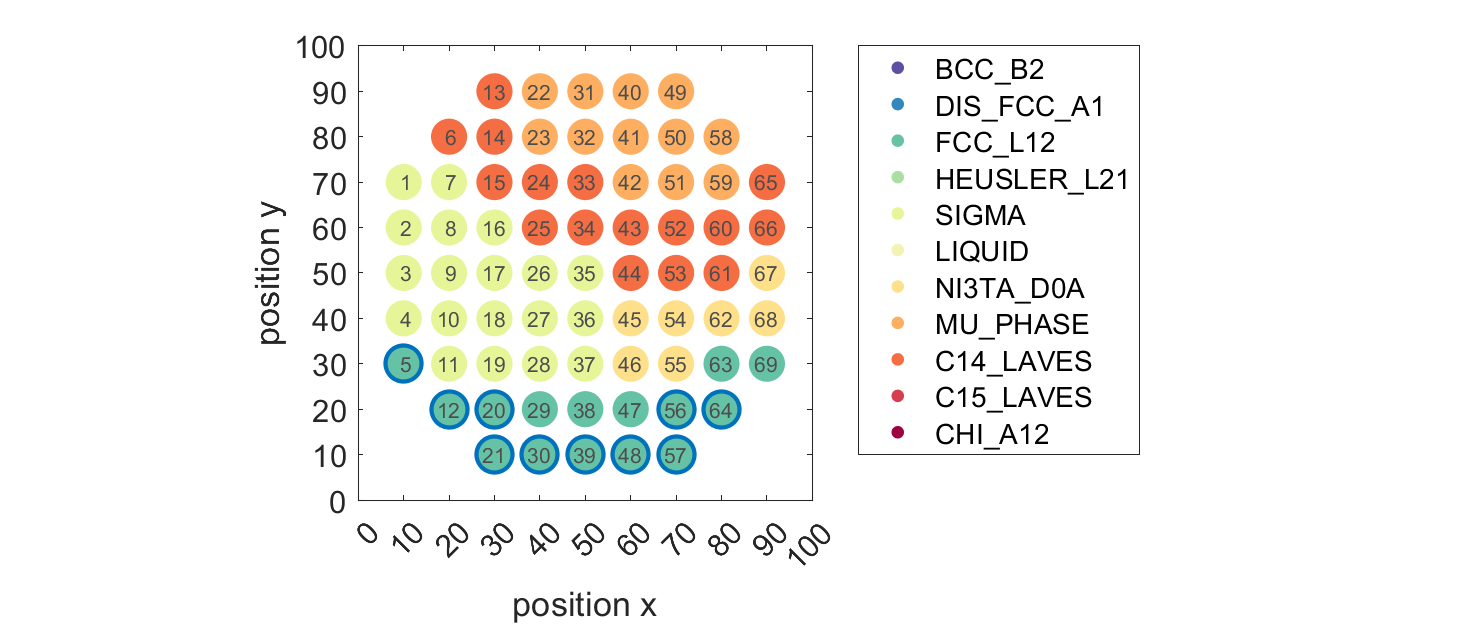 100
90 13 22 31 40 49
80 6 14 23 32 41 50 58
70 1 7 15 24 33 42 51 59 65
60 2 8 16 25 34 43 52 60 66
50 3 9 17 26 35 44 53 61 67
40 4 10 18 27 36 45 54 62 68
30 5 11 19 28 37 46 55 63 69
20 12 20 29 38 47 56 64
10 21 30 39 48 57
0
position y
0 10 20 30 40 50 60 70 80 90 100
position x
BCC_B2
DIS_FCC_A1
FCC_L12
HEUSLER_L21
SIGMA
LIQUID
NI3TA_D0A
MU_PHASE
C14_LAVES
C15_LAVES
CHI_A12